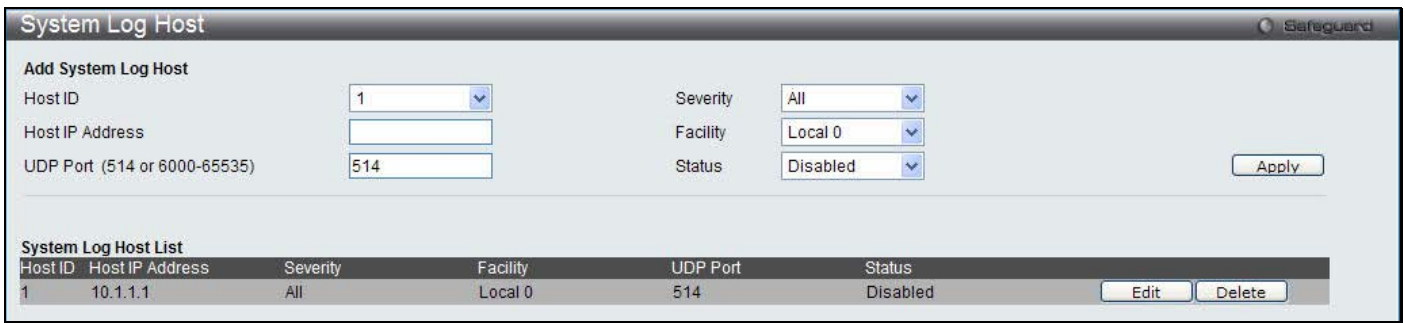 System Log Host
Safeguard
Add System Log Host
Host ID 1 Severity All
Host IP Address Facility Local 0
UDP Port (514 or 6000-65535) 514 Status Disabled Apply
System Log Host List
Host ID Host IP Address Severity Facility UDP Port Status
1 10.1.1.1 All Local 0 514 Disabled Edit Delete